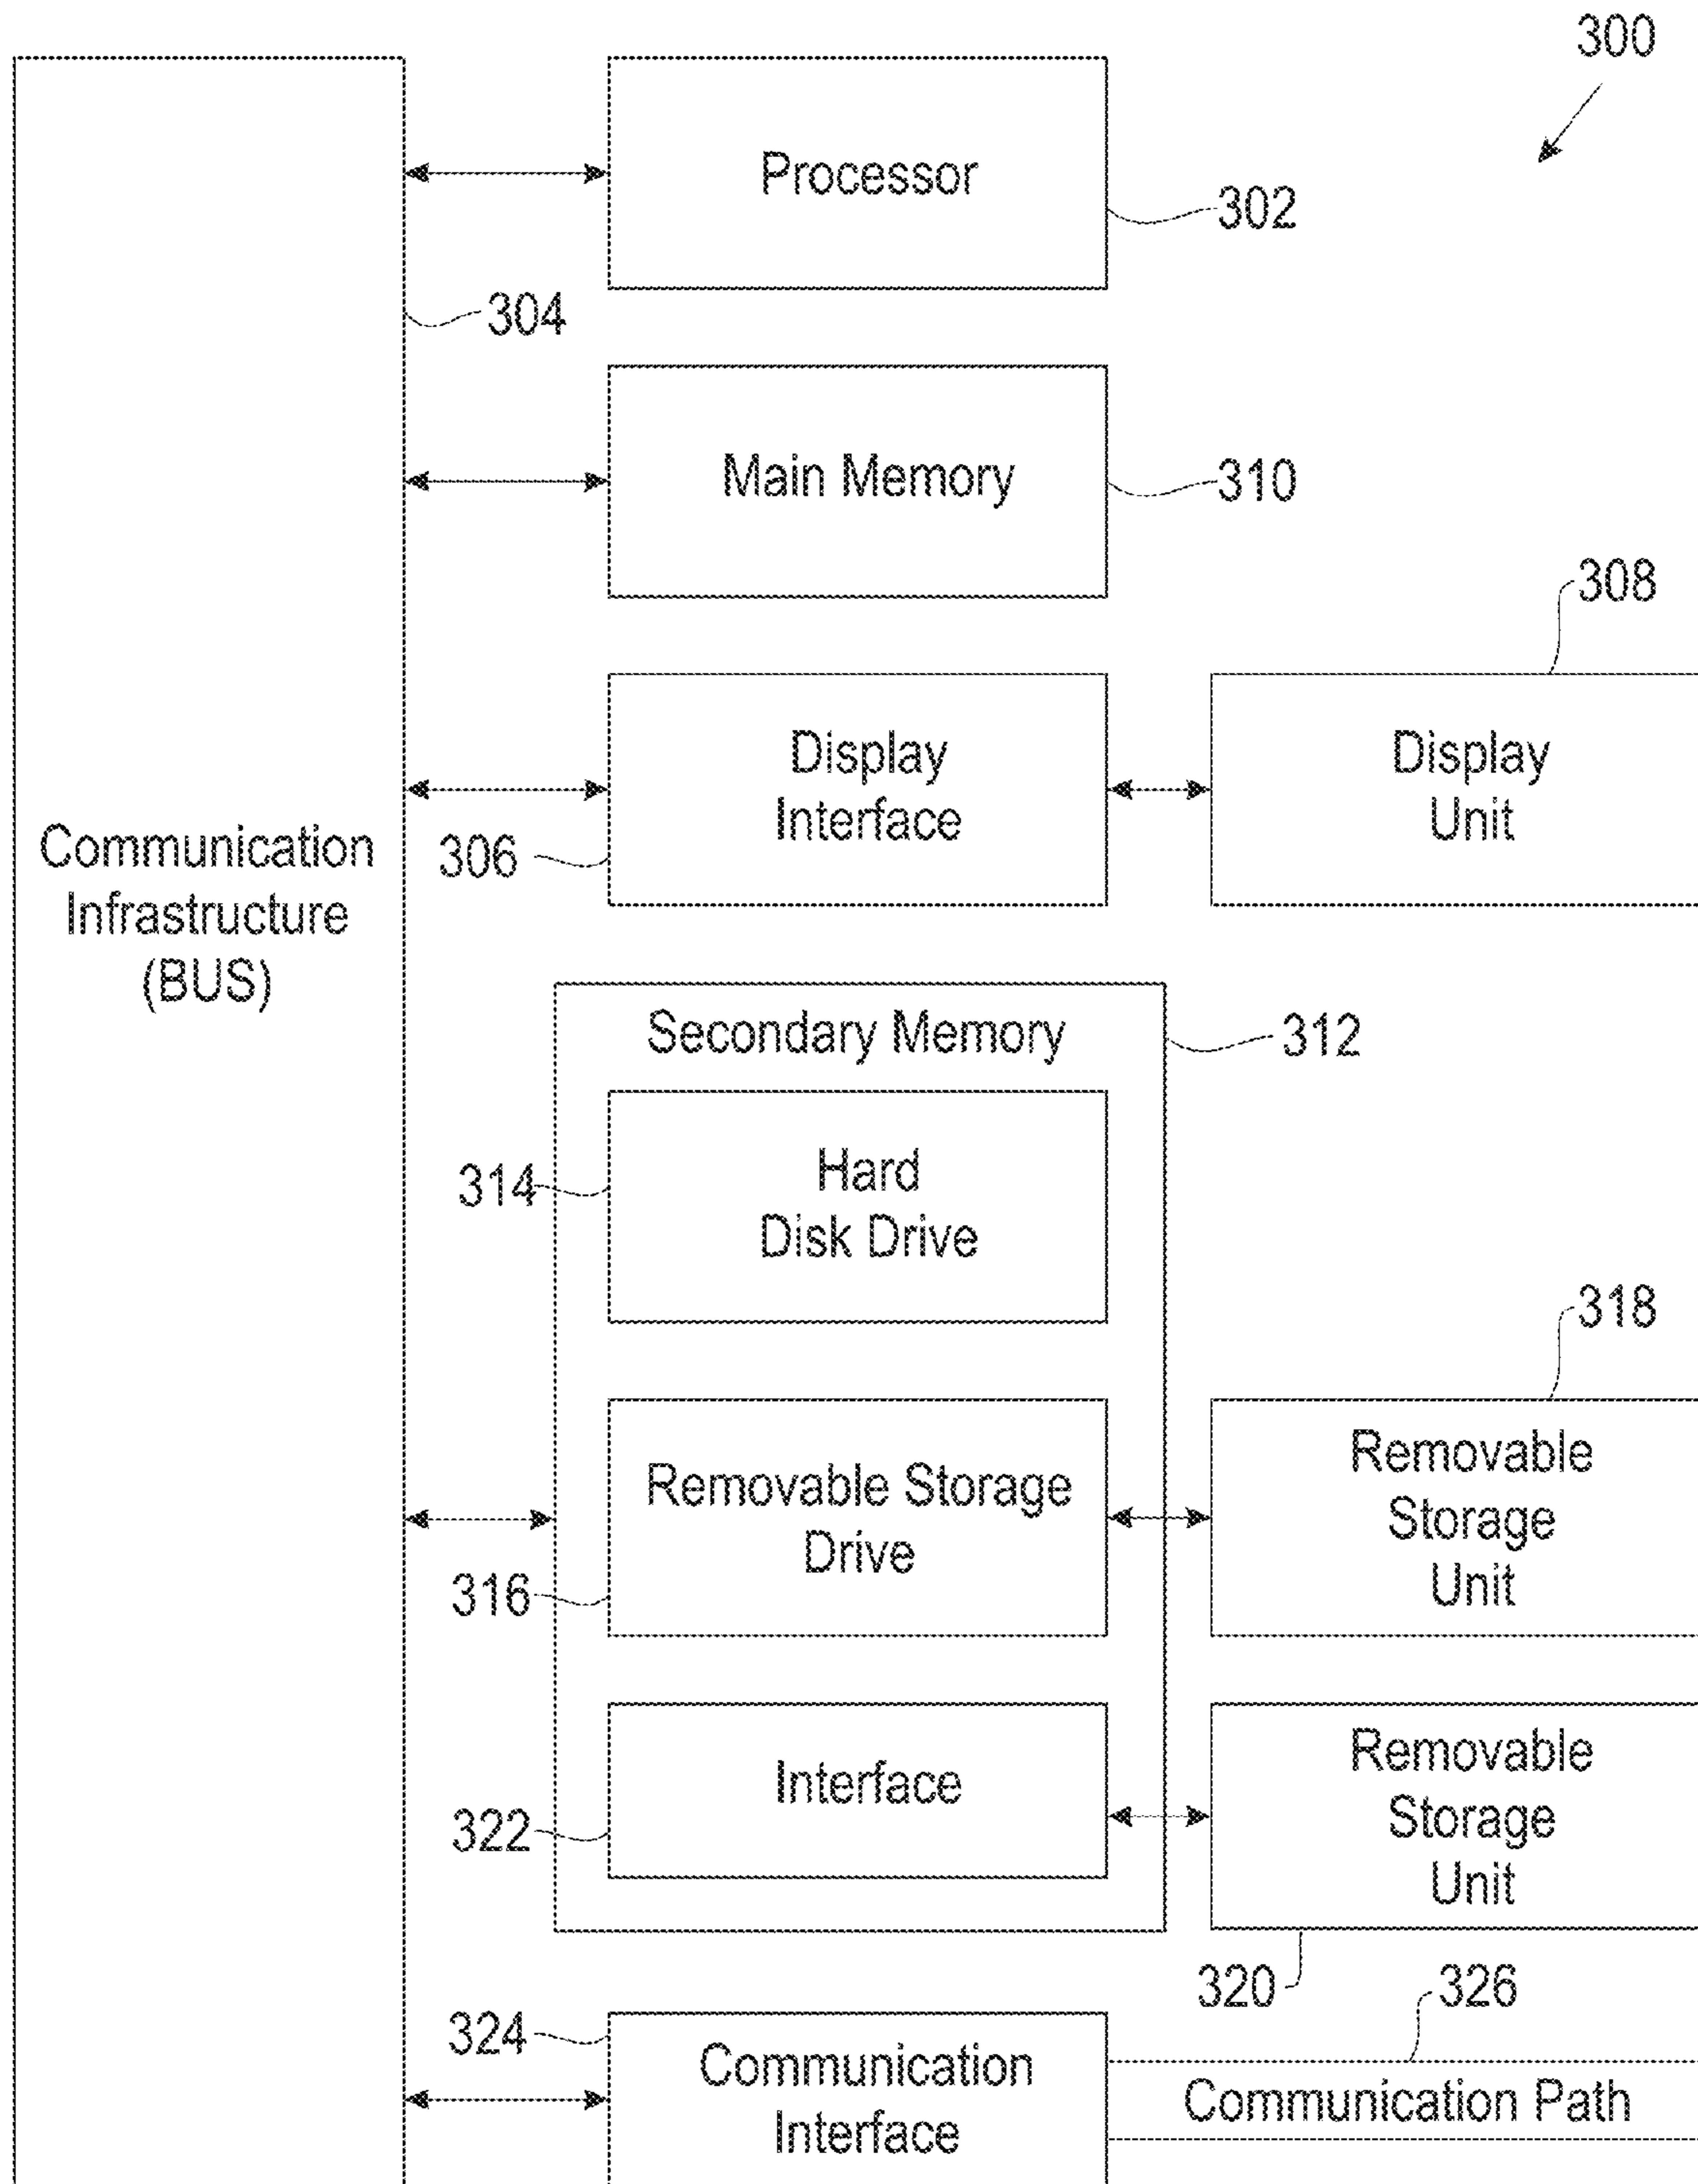 300
Processor
302
304
Main Memory
310
308
Display
Interface
Display
Unit
306
Communication
Infrastructure
(BUS)
Secondary Memory
312
Hard
Disk Drive
314
318
Removable Storage
Drive
316
Removable
Storage
Unit
Interface
322
Removable
Storage
Unit
320
326
324
Communication
Interface
Communication Path